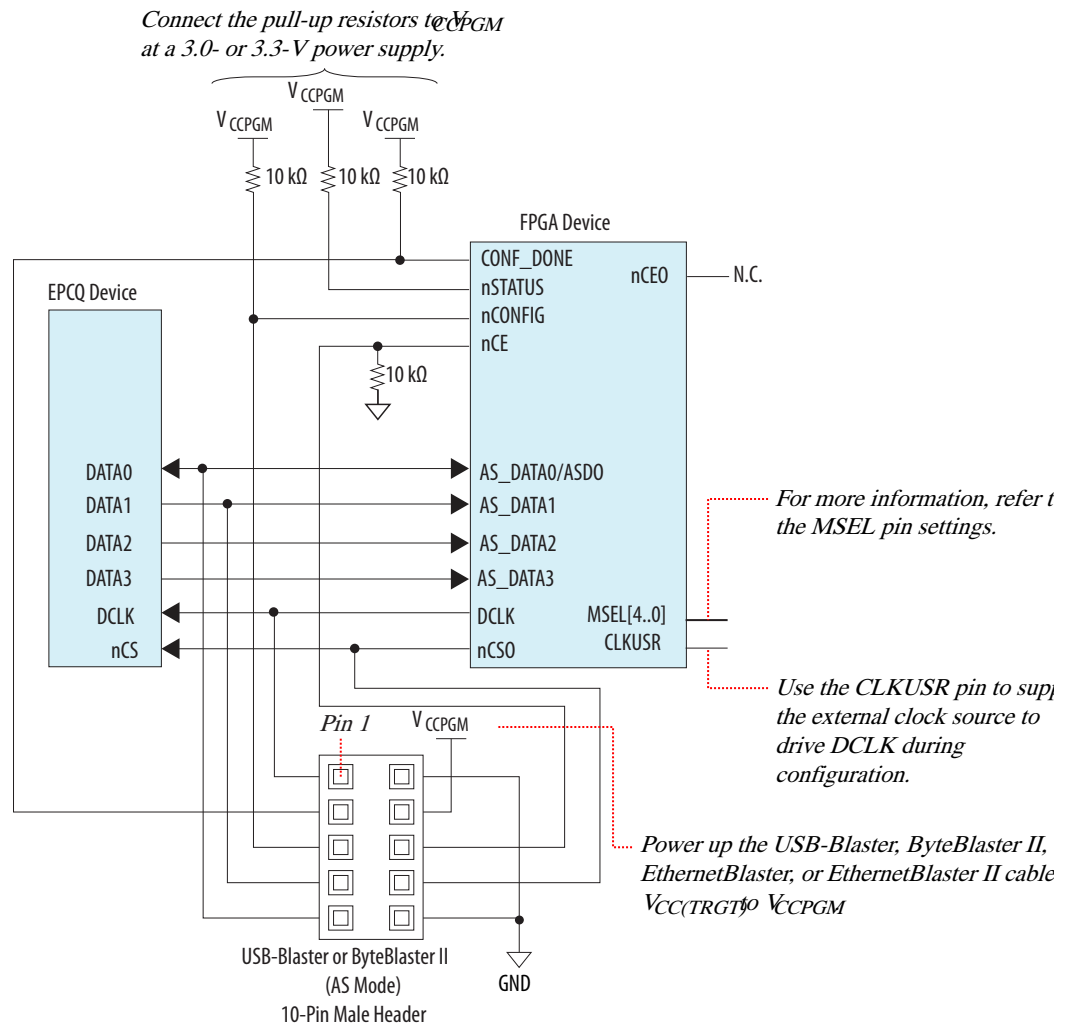 Connect the pull-up resistors to VCCPGM
at a 3.0- or 3.3-V power supply.
V CCPGM
V CCPGM
V CCPGM
10 kΩ
10 kΩ
10 kΩ
FPGA Device
EPCQ Device
CONF_DONE
nSTATUS
nCONFIG
nCE
nCEO
N.C.
10 kΩ
DATA0
DATA1
DATA2
DATA3
DCLK
nCS
AS_DATA0/ASDO
AS_DATA1
AS_DATA2
AS_DATA3
DCLK
nCSO
MSEL[4..0]
CLKUSR
For more information, refer t
the MSEL pin settings.
Use the CLKUSR pin to sup
the external clock source to
drive DCLK during
configuration.
Pin 1
V CCPGM
Power up the USB-Blaster, ByteBlaster II,
EthernetBlaster, or EthernetBlaster II cable
VCC(TRGT) to VCCPGM
USB-Blaster or ByteBlaster II
(AS Mode)
10-Pin Male Header
GND